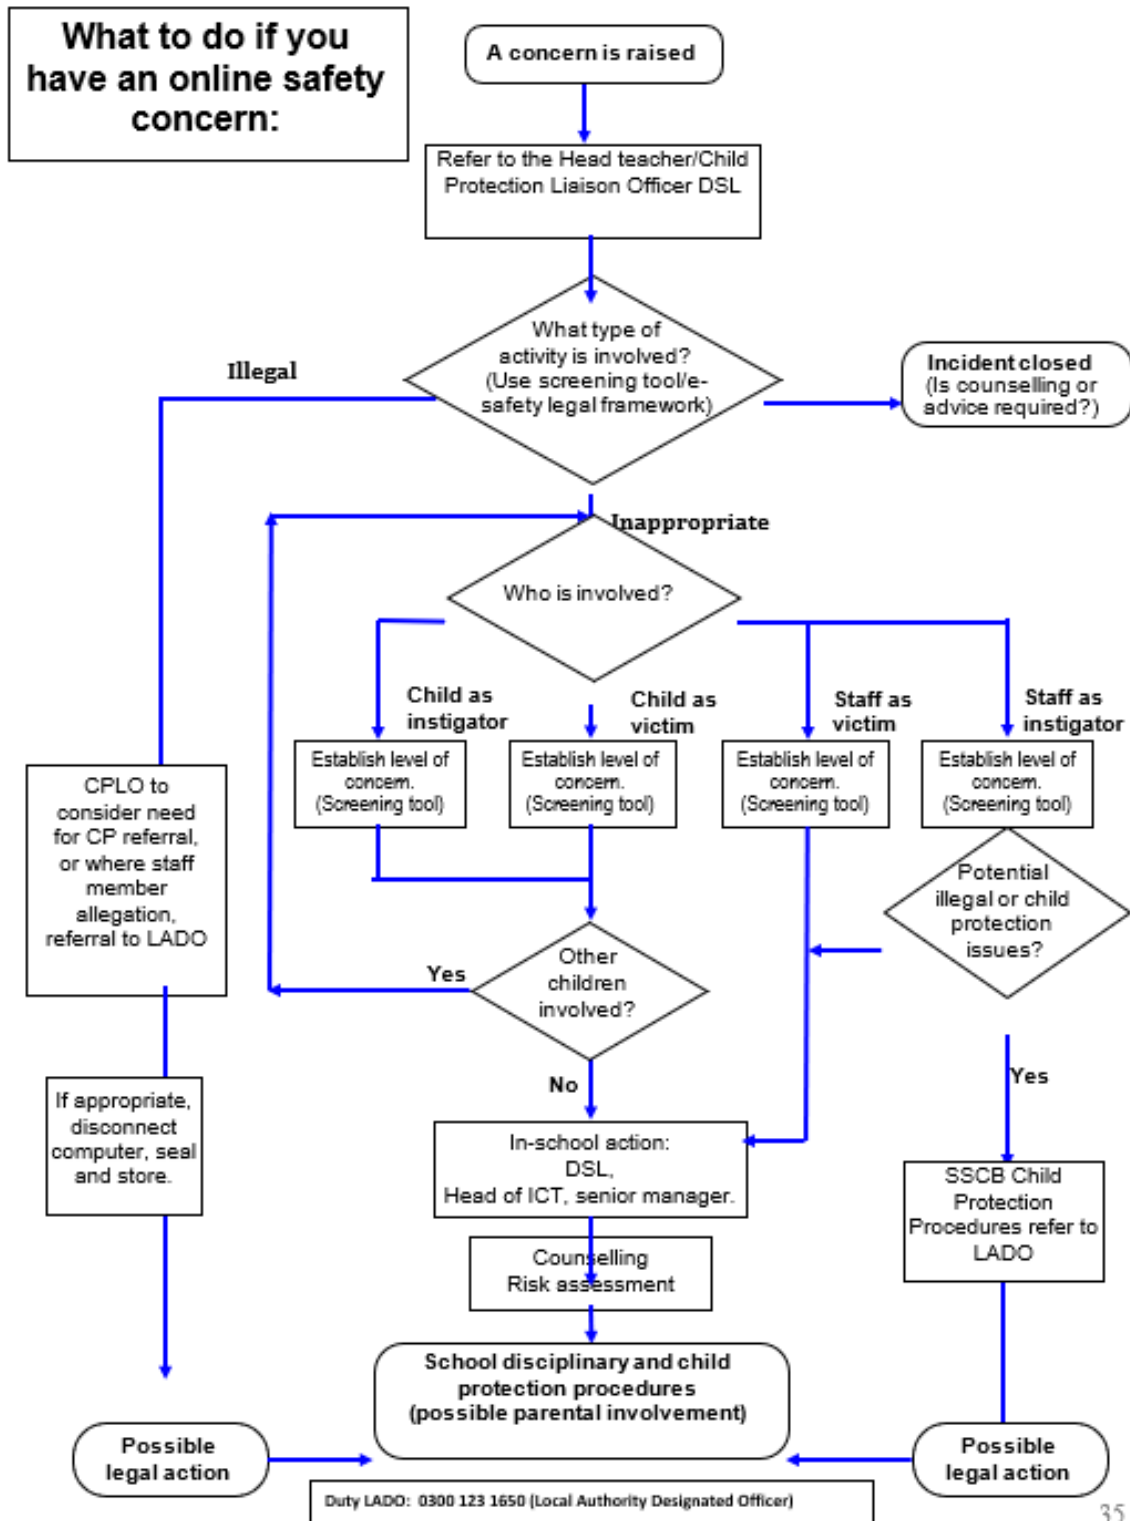 What to do if you
have an online safety
concern:
A concern is raised
Refer to the Head teacher/Child
Protection Liaison Officer DSL
What type of
activity is involved?
(Use screening tool/e-
safety legal framework)
Illegal
Incident closed
(Is counselling or
advice required?)
Inappropriate
Who is involved?
Child as
instigator
Child as
victim
Staff as
victim
Staff as
instigator
Establish level of
concern.
(Screening tool)
Establish level of
concern.
(Screening tool)
Establish level of
concern.
(Screening tool)
Establish level of
concern.
(Screening tool)
CPLO to
consider need
for CP referral,
or where staff
member
allegation,
referral to LADO
Potential
illegal or child
protection
issues?
Other
children
involved?
Yes
No
Yes
If appropriate,
disconnect
computer, seal
and store.
In-school action:
DSL,
Head of ICT, senior manager.
SSCB Child
Protection
Procedures refer to
LADO
Counselling
Risk assessment
School disciplinary and child
protection procedures
(possible parental involvement)
Possible
legal action
Possible
legal action
Duty LADO: 0300 123 1650 (Local Authority Designated Officer)
35